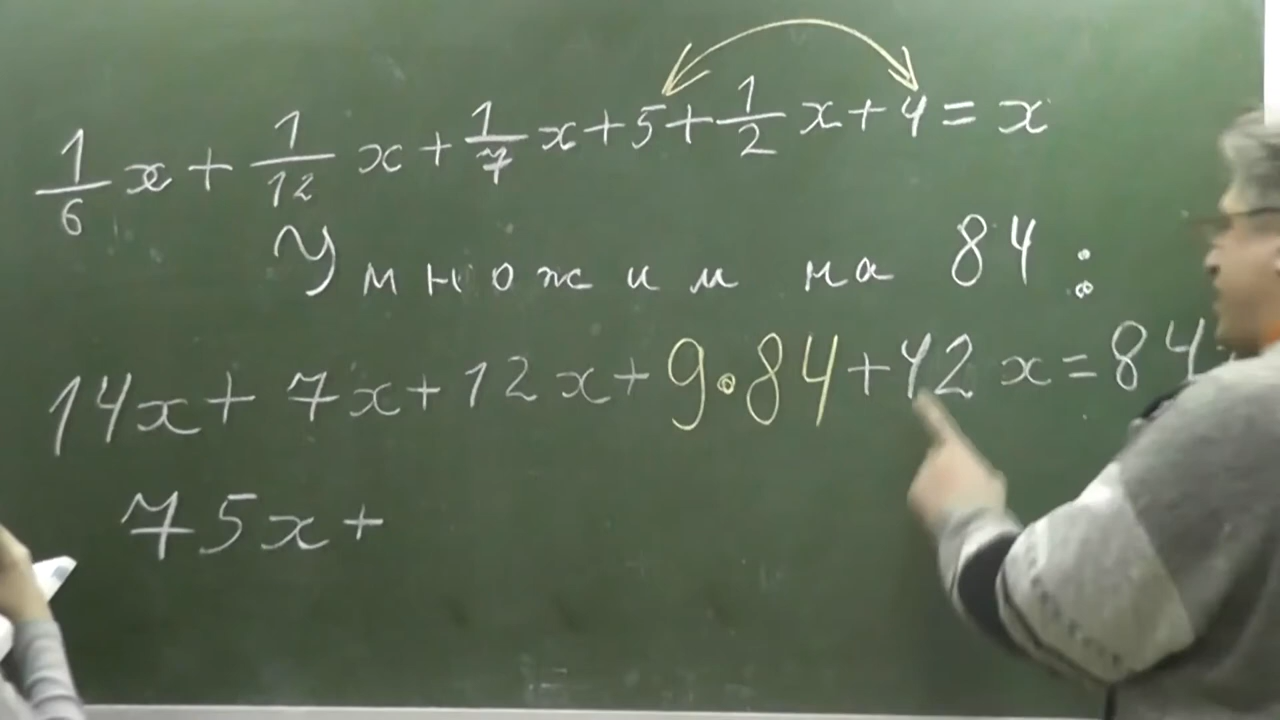 1/6 x + 1/12 x + 1/7 x + 5 + 1/2 x + 4 = x
Умножим на 84:
14x + 7x + 12x + 9·84 + 42x = 84
75x +